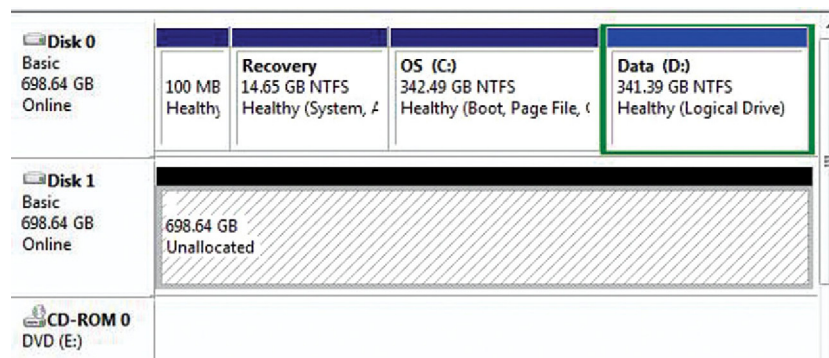 Disk 0
Basic
698.64 GB
Online
100 MB
Healthy
Recovery
14.65 GB NTFS
Healthy (System, A
OS (C:)
342.49 GB NTFS
Healthy (Boot, Page File, (
Data (D:)
341.39 GB NTFS
Healthy (Logical Drive)
Disk 1
Basic
698.64 GB
Online
698.64 GB
Unallocated
CD-ROM 0
DVD (E:)